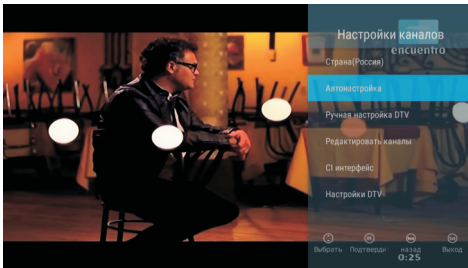 Настройки каналов
encuentro
Страна(Россия)
Автонастройка
Ручная настройка DTV
Редактировать каналы
CI интерфейс
Настройки DTV
Выбрать Подтверди назад Выход
0:25